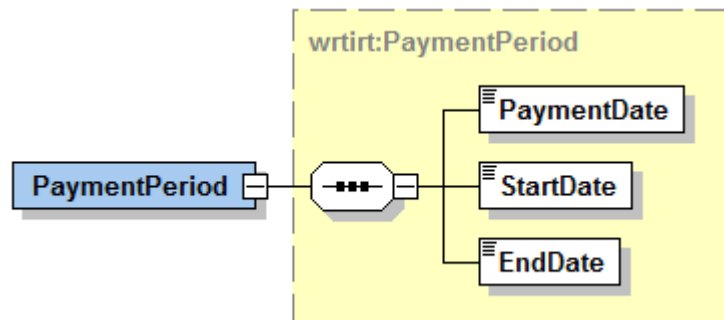 wrtirt:PaymentPeriod
PaymentDate
PaymentPeriod
StartDate
EndDate